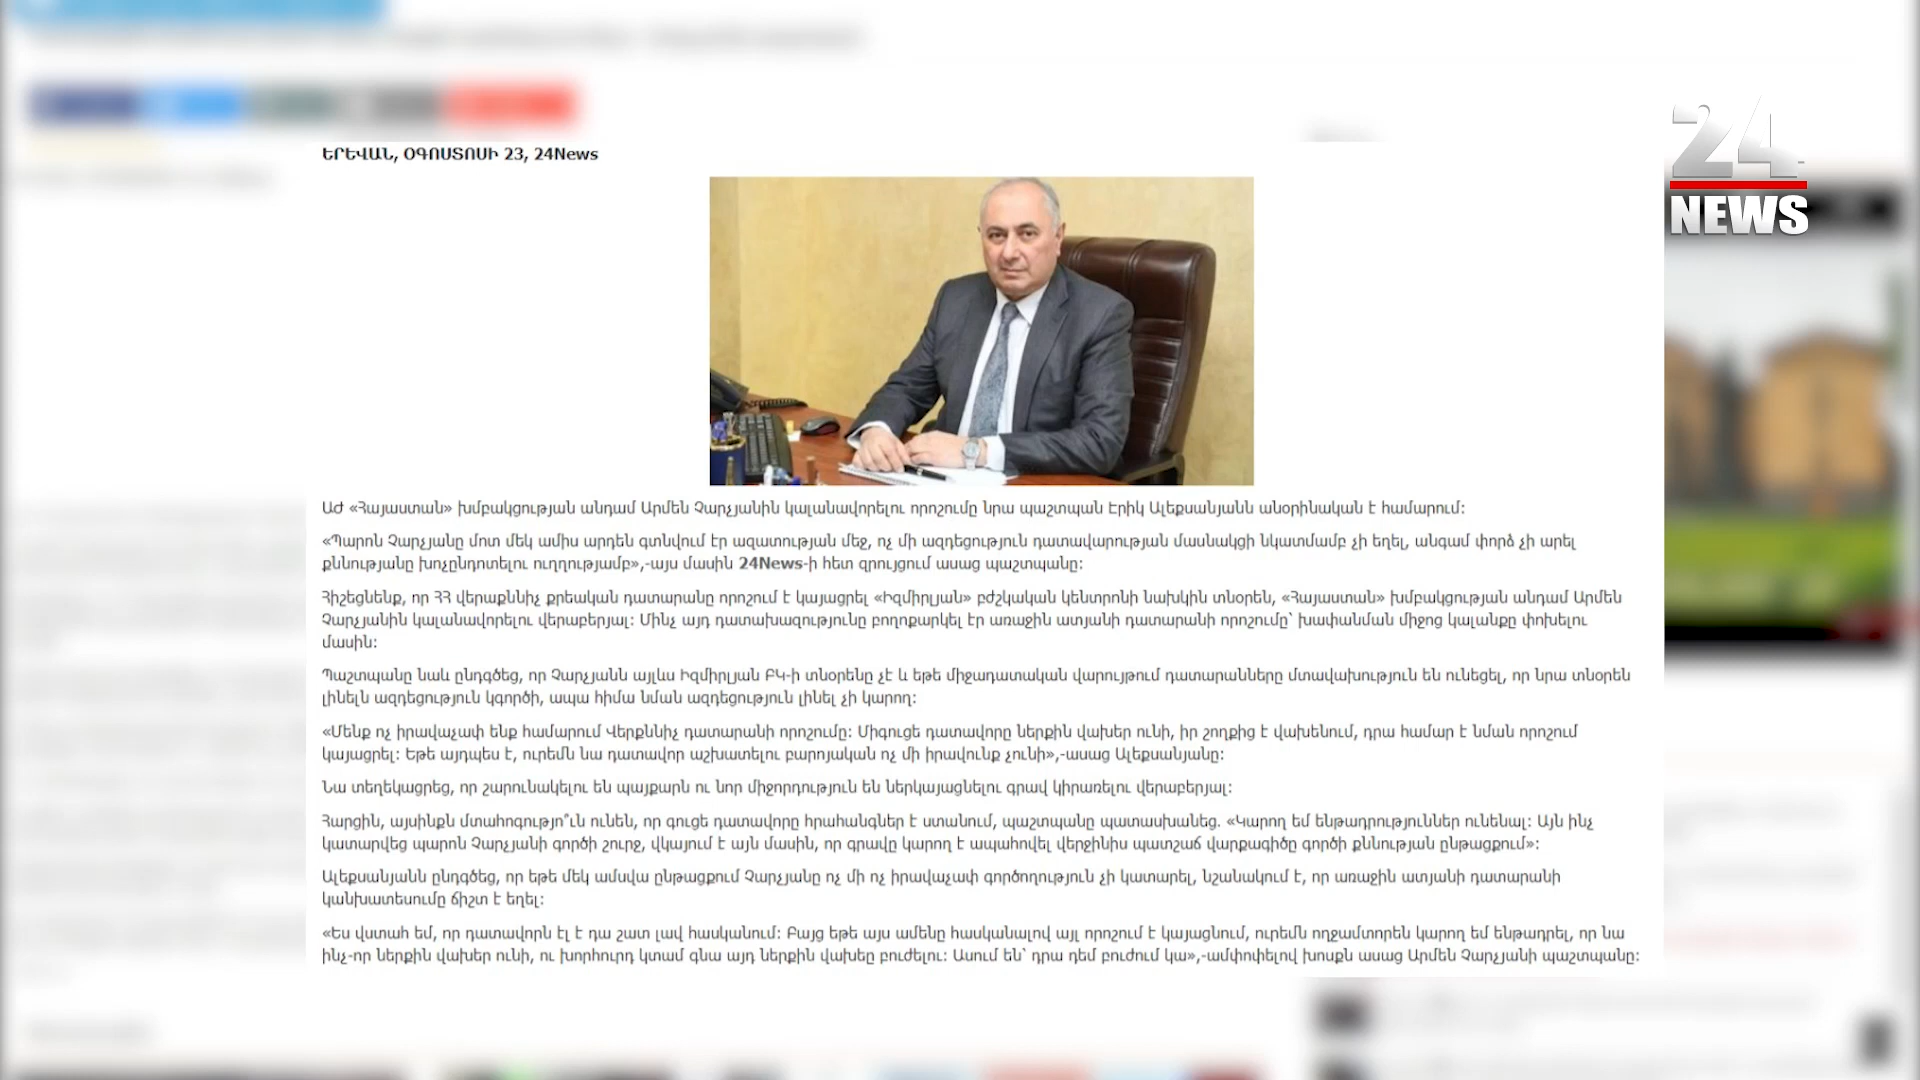 24
NEWS
ԵՐԵՎԱՆ, ՕԳՈՍՏՈՍԻ 23, 24News
ԱԺ «Հայաստան» խմբակցության անդամ Արմեն Չարչյանին կալանավորելու որոշումը նրա պաշտպան Էրիկ Ալեքսանյանն անօրինական է համարում:
«Պարոն Չարչյանը մոտ մեկ ամիս արդեն գտնվում էր ազատության մեջ, ոչ մի ազդեցություն դատավարության մասնակցի նկատմամբ չի եղել, անգամ փորձ չի արել
քննությանը խոչընդոտելու ուղղությամբ»,-այս մասին 24News-ի հետ զրույցում ասաց պաշտպանը:
Հիշեցնենք, որ ՀՀ վերաքննիչ քրեական դատարանը որոշում է կայացրել «Իզմիրլյան» բժշկական կենտրոնի նախկին տնօրեն, «Հայաստան» խմբակցության անդամ Արմեն
Չարչյանին կալանավորելու վերաբերյալ: Մինչ այդ դատախազությունը բողոքարկել էր առաջին ատյանի դատարանի որոշումը՝ խափանման միջոց կալանքը փոխելու
մասին:
Պաշտպանը նաև ընդգծեց, որ Չարչյանն այլևս Իզմիրլյան ԲԿ-ի տնօրենը չէ և եթե միջադատական վարույթում դատարանները մտավախություն են ունեցել, որ նրա տնօրեն
լինելն ազդեցություն կգործի, ապա հիմա նման ազդեցություն լինել չի կարող:
«Մենք ոչ իրավաչափ ենք համարում Վերքննիչ դատարանի որոշումը: Միգուցե դատավորը ներքին վախեր ունի, իր շողքից է վախենում, դրա համար է նման որոշում
կայացրել: Եթե այդպես է, ուրեմն նա դատավոր աշխատելու բարոյական ոչ մի իրավունք չունի»,-ասաց Ալեքսանյանը:
Նա տեղեկացրեց, որ շարունակելու են պայքարն ու նոր միջորդություն են ներկայացնելու գրավ կիրառելու վերաբերյալ:
Հարցին, այսինքն մտահոգությո՞ւն ունեն, որ գուցե դատավորը հրահանգներ է ստանում, պաշտպանը պատասխանեց. «Կարող եմ ենթադրություններ ունենալ: Այն ինչ
կատարվեց պարոն Չարչյանի գործի շուրջ, վկայում է այն մասին, որ գրավը կարող է ապահովել վերջինիս պատշաճ վարքագիծը գործի քննության ընթացքում»:
Ալեքսանյանն ընդգծեց, որ եթե մեկ ամսվա ընթացքում Չարչյանը ոչ մի ոչ իրավաչափ գործողություն չի կատարել, նշանակում է, որ առաջին ատյանի դատարանի
կանխատեսումը ճիշտ է եղել:
«Ես վստահ եմ, որ դատավորն էլ է դա շատ լավ հասկանում: Բայց եթե այս ամենը հասկանալով այլ որոշում է կայացնում, ուրեմն ողջամտորեն կարող եմ ենթադրել, որ նա
ինչ-որ ներքին վախեր ունի, ու խորհուրդ կտամ գնա այդ ներքին վախեը բուժելու: Ասում են՝ դրա դեմ բուժում կա»,-ամփոփելով խոսքն ասաց Արմեն Չարչյանի պաշտպանը: